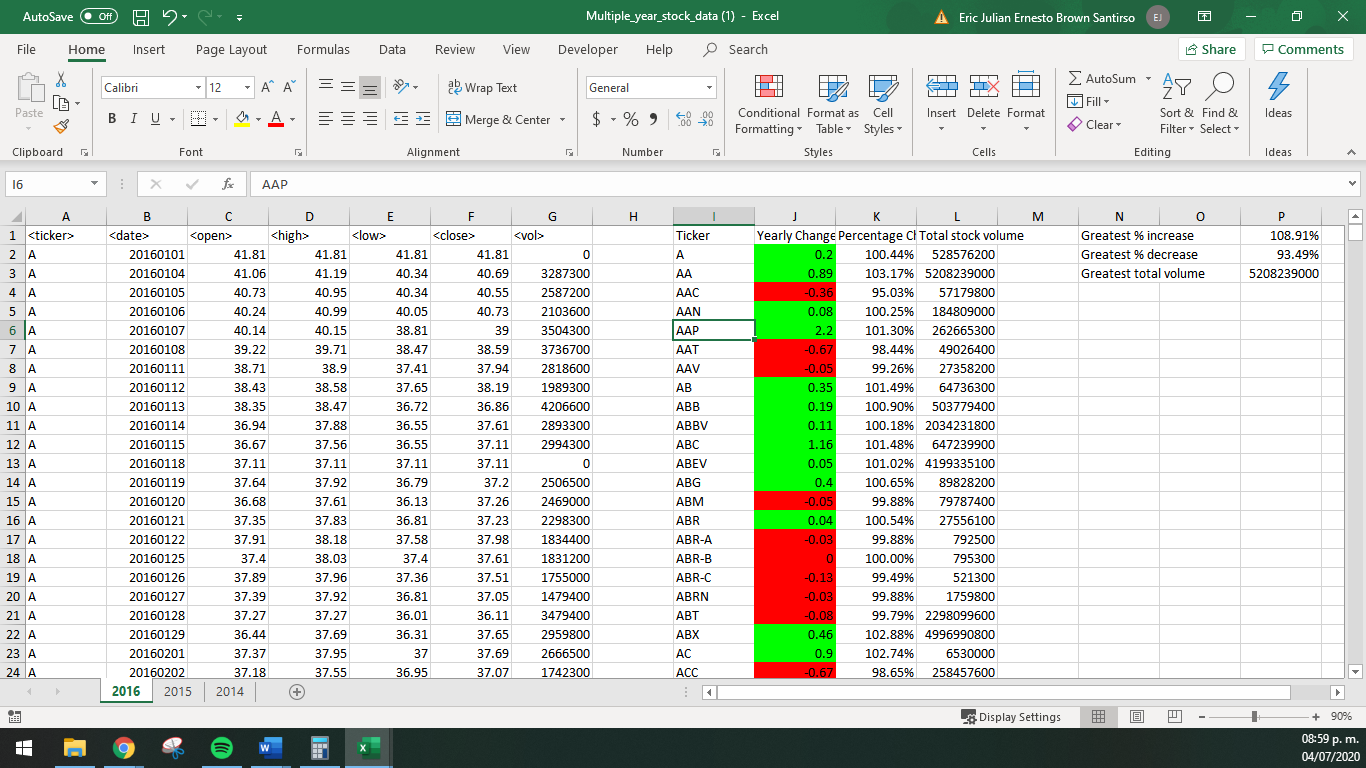 AutoSave Off Multiple_year_stock_data (1) - Excel Eric Julian Ernesto Brown Santirso EJ
File Home Insert Page Layout Formulas Data Review View Developer Help Search Share Comments
Paste Calibri 12 A^ Aˇ ab Wrap Text General Conditional Formatting Format as Table Cell Styles Insert Delete Format AutoSum Fill Clear Sort & Filter Find & Select Ideas
B I U A Merge & Center $ % ,
Clipboard Font Alignment Number Styles Cells Editing Ideas
I6 fx AAP
A B C D E F G H I J K L M N O P
1 <ticker> <date> <open> <high> <low> <close> <vol> Ticker Yearly Change Percentage Ch Total stock volume Greatest % increase 108.91%
2 A 20160101 41.81 41.81 41.81 41.81 0 A 0.2 100.44% 528576200 Greatest % decrease 93.49%
3 A 20160104 41.06 41.19 40.34 40.69 3287300 AA 0.89 103.17% 5208239000 Greatest total volume 5208239000
4 A 20160105 40.73 40.95 40.34 40.55 2587200 AAC -0.36 95.03% 57179800
5 A 20160106 40.24 40.99 40.05 40.73 2103600 AAN 0.08 100.25% 184809000
6 A 20160107 40.14 40.15 38.81 39 3504300 AAP 2.2 101.30% 262665300
7 A 20160108 39.22 39.71 38.47 38.59 3736700 AAT -0.67 98.44% 49026400
8 A 20160111 38.71 38.9 37.41 37.94 2818600 AAV -0.05 99.26% 27358200
9 A 20160112 38.43 38.58 37.65 38.19 1989300 AB 0.35 101.49% 64736300
10 A 20160113 38.35 38.47 36.72 36.86 4206600 ABB 0.19 100.90% 503779400
11 A 20160114 36.94 37.88 36.55 37.61 2893300 ABBV 0.11 100.18% 2034231800
12 A 20160115 36.67 37.56 36.55 37.11 2994300 ABC 1.16 101.48% 647239900
13 A 20160118 37.11 37.11 37.11 37.11 0 ABEV 0.05 101.02% 4199335100
14 A 20160119 37.64 37.92 36.79 37.2 2506500 ABG 0.4 100.65% 89828200
15 A 20160120 36.68 37.61 36.13 37.26 2469000 ABM -0.05 99.88% 79787400
16 A 20160121 37.35 37.83 36.81 37.23 2298300 ABR 0.04 100.54% 27556100
17 A 20160122 37.91 38.18 37.58 37.98 1834400 ABR-A -0.03 99.88% 792500
18 A 20160125 37.4 38.03 37.4 37.61 1831200 ABR-B 0 100.00% 795300
19 A 20160126 37.89 37.96 37.36 37.51 1755000 ABR-C -0.13 99.49% 521300
20 A 20160127 37.39 37.92 36.81 37.05 1479400 ABRN -0.03 99.88% 1759800
21 A 20160128 37.27 37.27 36.01 36.11 3479400 ABT -0.08 99.79% 2298099600
22 A 20160129 36.44 37.69 36.31 37.65 2959800 ABX 0.46 102.88% 4996990800
23 A 20160201 37.37 37.95 37 37.69 2666500 AC 0.9 102.74% 6530000
24 A 20160202 37.18 37.55 36.95 37.07 1742300 ACC -0.67 98.65% 258457600
2016 2015 2014
Display Settings 90%
08:59 p. m.
04/07/2020